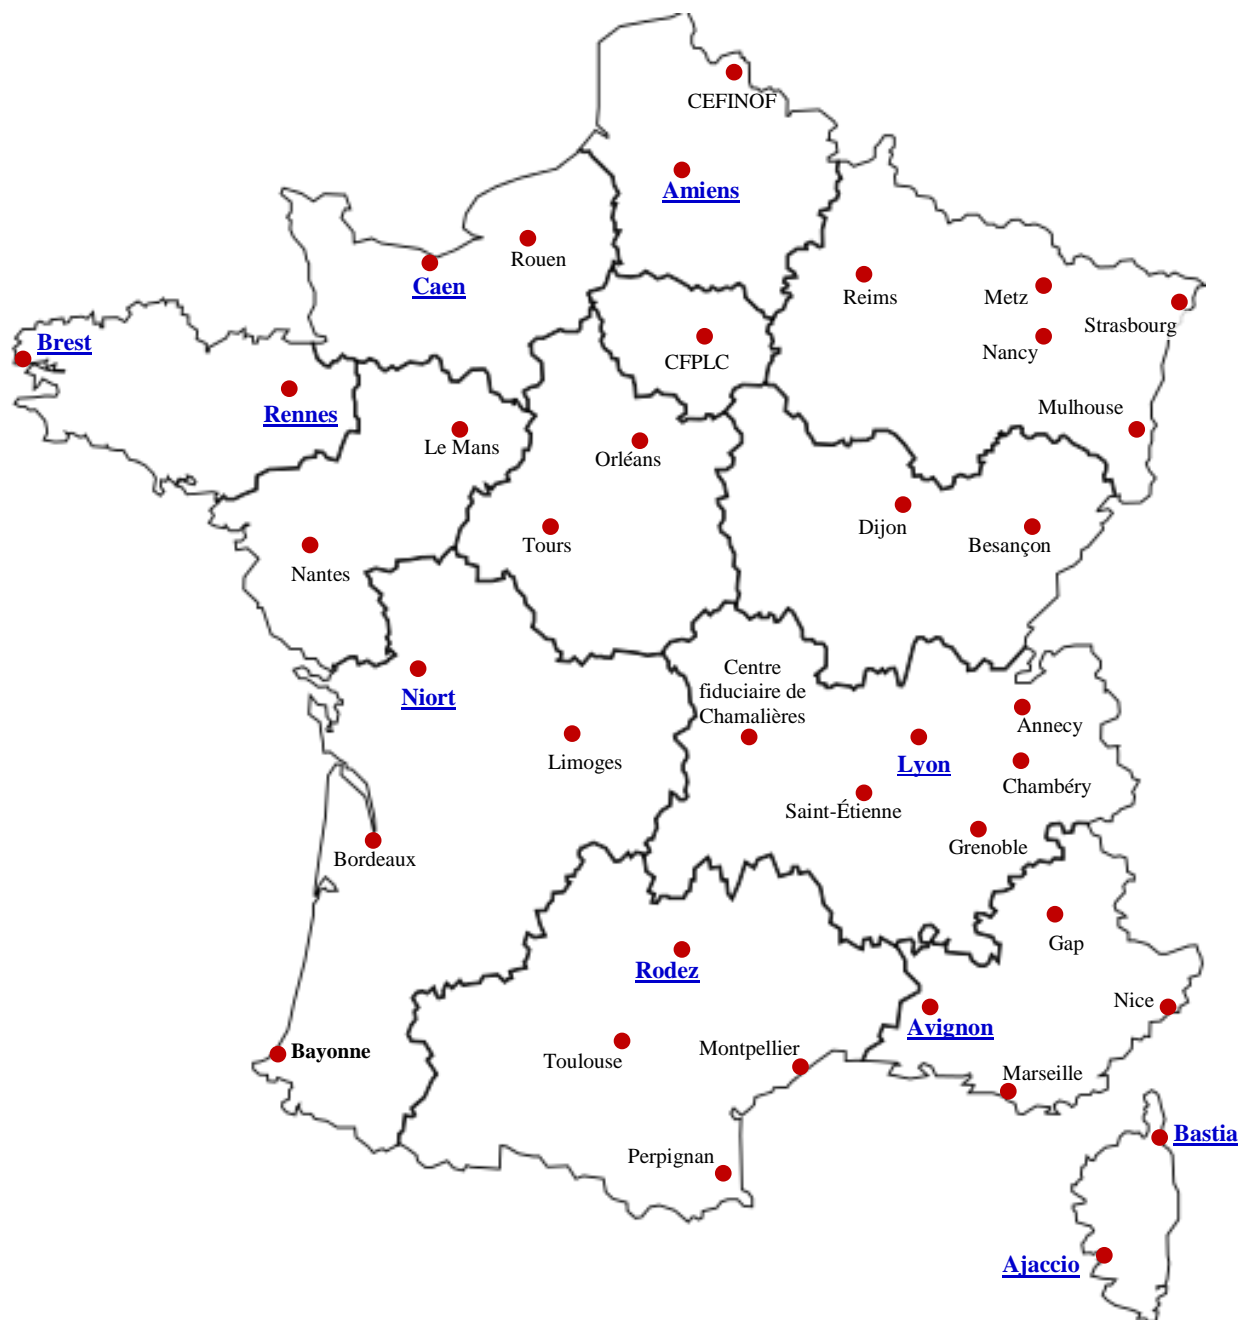 CEFINOF
Amiens
Rouen
Caen
Reims
Metz
Strasbourg
Brest
CFPLC
Nancy
Rennes
Mulhouse
Le Mans
Orléans
Dijon
Besançon
Tours
Nantes
Centre
fiduciaire de
Chamalières
Niort
Annecy
Limoges
Lyon
Chambéry
Saint-Étienne
Bordeaux
Grenoble
Gap
Rodez
Nice
Avignon
Bayonne
Toulouse
Montpellier
Marseille
Bastia
Perpignan
Ajaccio